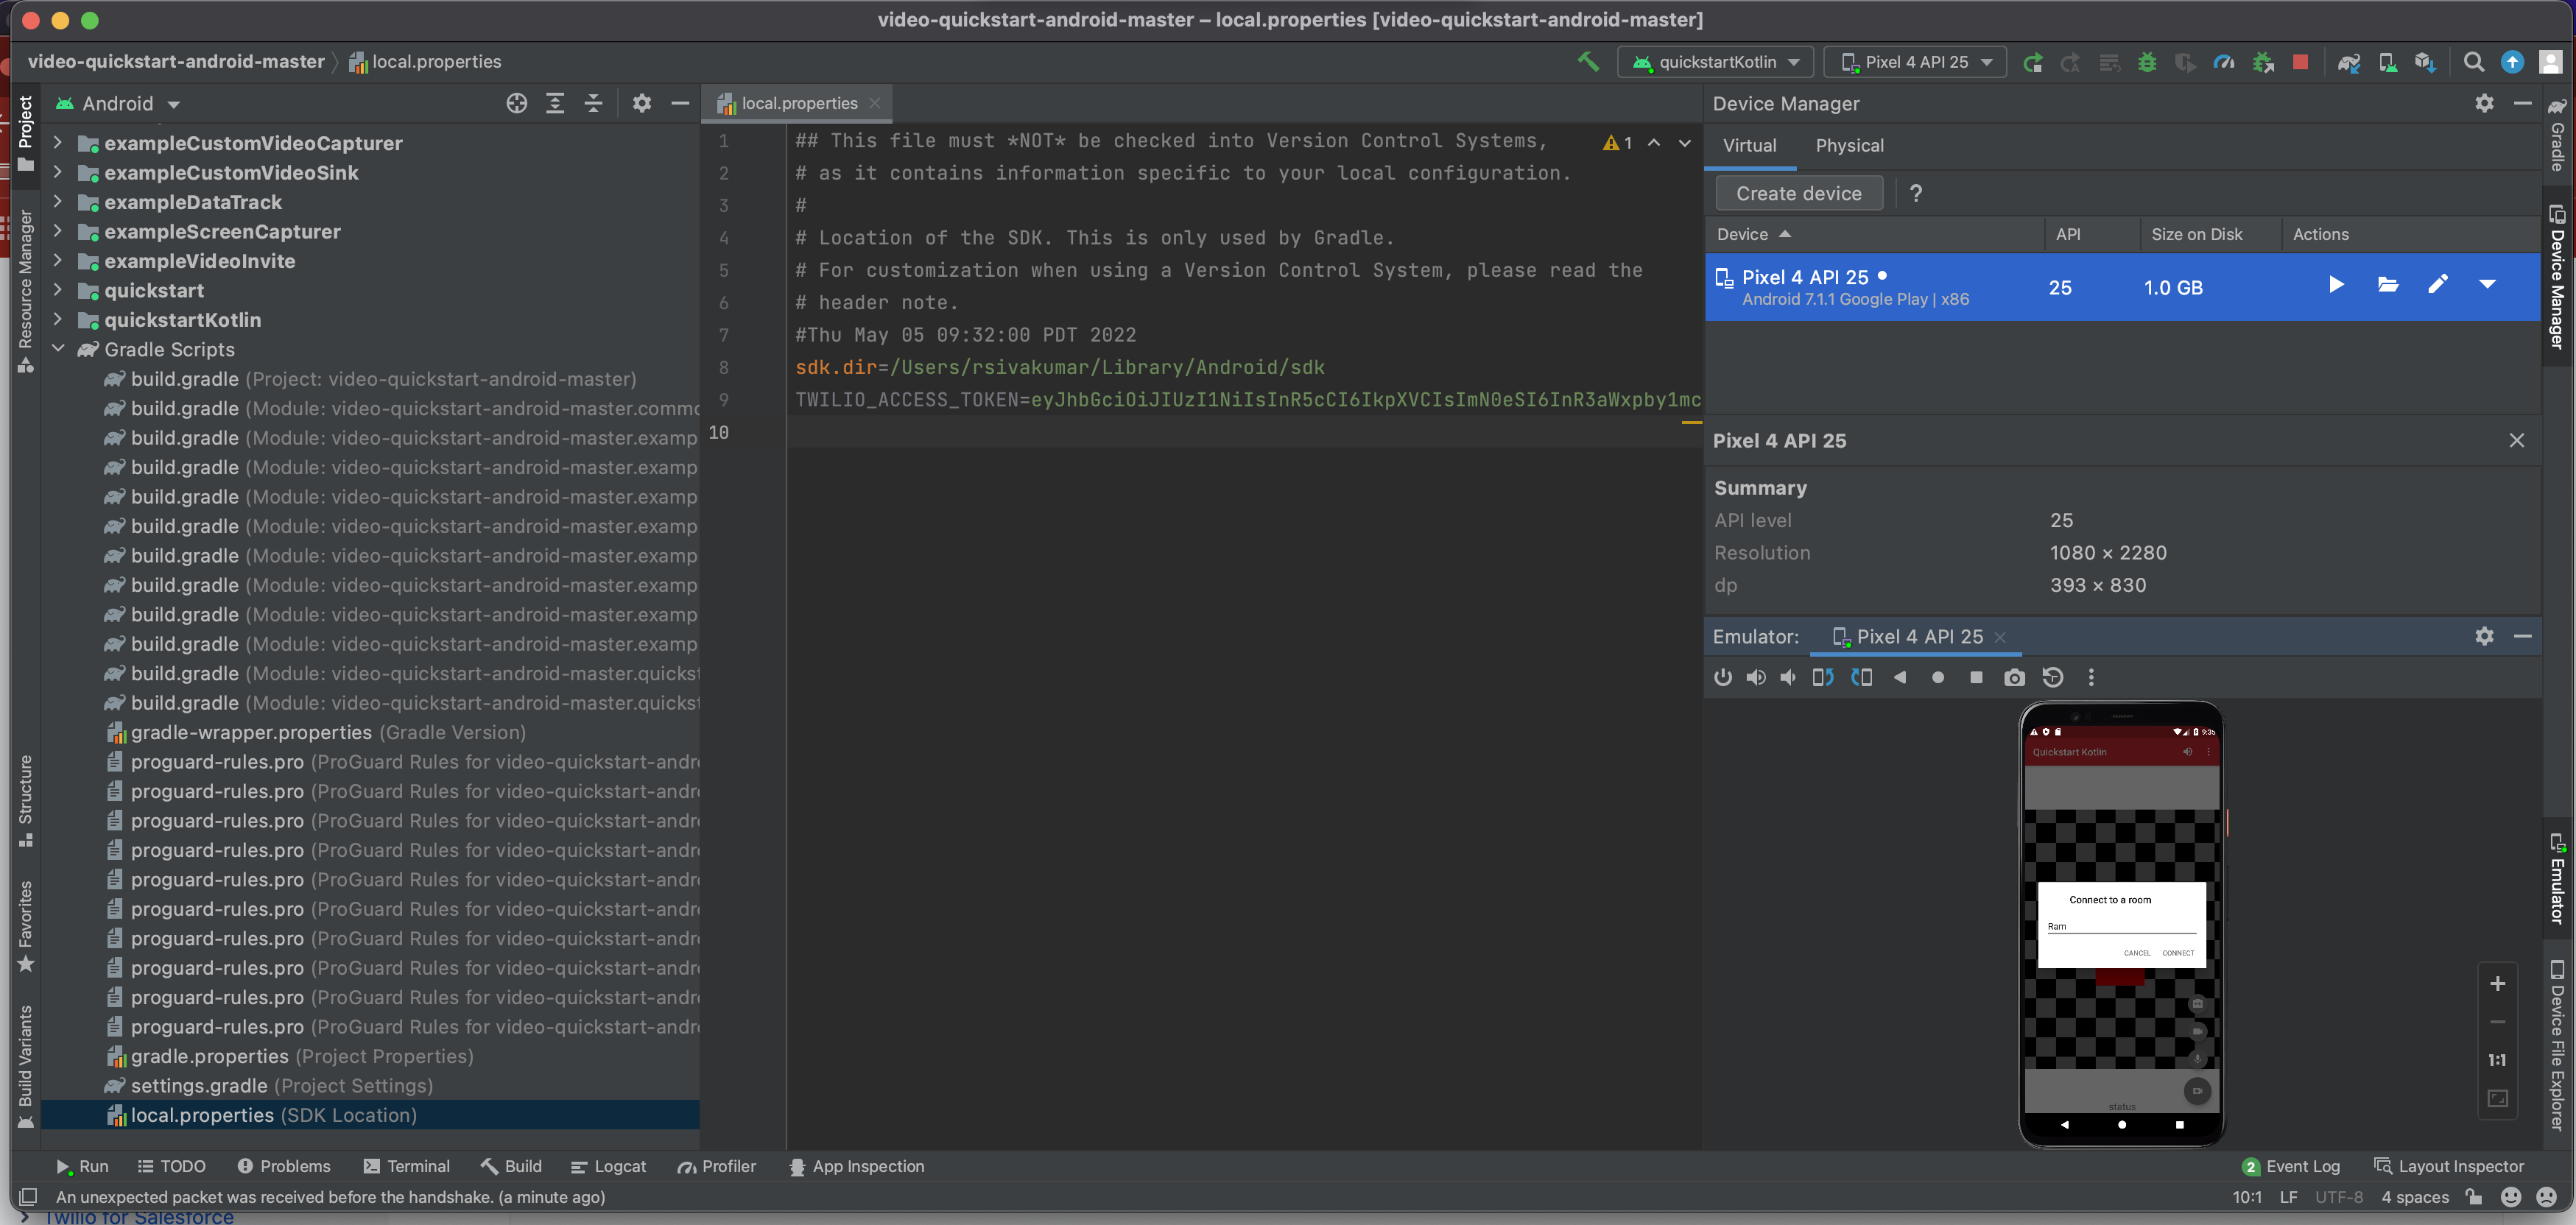 video-quickstart-android-master – local.properties [video-quickstart-android-master]
video-quickstart-android-master
local.properties
quickstartKotlin
Pixel 4 API 25
Project
Resource Manager
Structure
Favorites
Build Variants
Android
exampleCustomVideoCapturer
exampleCustomVideoSink
exampleDataTrack
exampleScreenCapturer
exampleVideoInvite
quickstart
quickstartKotlin
Gradle Scripts
build.gradle (Project: video-quickstart-android-master)
build.gradle (Module: video-quickstart-android-master.commo
build.gradle (Module: video-quickstart-android-master.examp
build.gradle (Module: video-quickstart-android-master.examp
build.gradle (Module: video-quickstart-android-master.examp
build.gradle (Module: video-quickstart-android-master.examp
build.gradle (Module: video-quickstart-android-master.examp
build.gradle (Module: video-quickstart-android-master.examp
build.gradle (Module: video-quickstart-android-master.examp
build.gradle (Module: video-quickstart-android-master.examp
build.gradle (Module: video-quickstart-android-master.quickst
build.gradle (Module: video-quickstart-android-master.quickst
gradle-wrapper.properties (Gradle Version)
proguard-rules.pro (ProGuard Rules for video-quickstart-andro
proguard-rules.pro (ProGuard Rules for video-quickstart-andro
proguard-rules.pro (ProGuard Rules for video-quickstart-andro
proguard-rules.pro (ProGuard Rules for video-quickstart-andro
proguard-rules.pro (ProGuard Rules for video-quickstart-andro
proguard-rules.pro (ProGuard Rules for video-quickstart-andro
proguard-rules.pro (ProGuard Rules for video-quickstart-andro
proguard-rules.pro (ProGuard Rules for video-quickstart-andro
proguard-rules.pro (ProGuard Rules for video-quickstart-andro
proguard-rules.pro (ProGuard Rules for video-quickstart-andro
gradle.properties (Project Properties)
settings.gradle (Project Settings)
local.properties (SDK Location)
local.properties
1 ## This file must *NOT* be checked into Version Control Systems,
2 # as it contains information specific to your local configuration.
3 #
4 # Location of the SDK. This is only used by Gradle.
5 # For customization when using a Version Control System, please read the
6 # header note.
7 #Thu May 05 09:32:00 PDT 2022
8 sdk.dir=/Users/rsivakumar/Library/Android/sdk
9 TWILIO_ACCESS_TOKEN=eyJhbGciOiJIUzI1NiIsInR5cCI6IkpXVCIsImN0eSI6InR3aWxpby1mc
10
1
Device Manager
Virtual Physical
Create device ?
Device API Size on Disk Actions
Pixel 4 API 25
Android 7.1.1 Google Play | x86
25
1.0 GB
Pixel 4 API 25
Summary
API level 25
Resolution 1080 × 2280
dp 393 × 830
Emulator: Pixel 4 API 25
9:35
Quickstart Kotlin
Connect to a room
Ram
CANCEL CONNECT
status
1:1
Gradle
Device Manager
Emulator
Device File Explorer
Run TODO Problems Terminal Build Logcat Profiler App Inspection
2 Event Log Layout Inspector
An unexpected packet was received before the handshake. (a minute ago)
10:1 LF UTF-8 4 spaces
Twilio for Salesforce